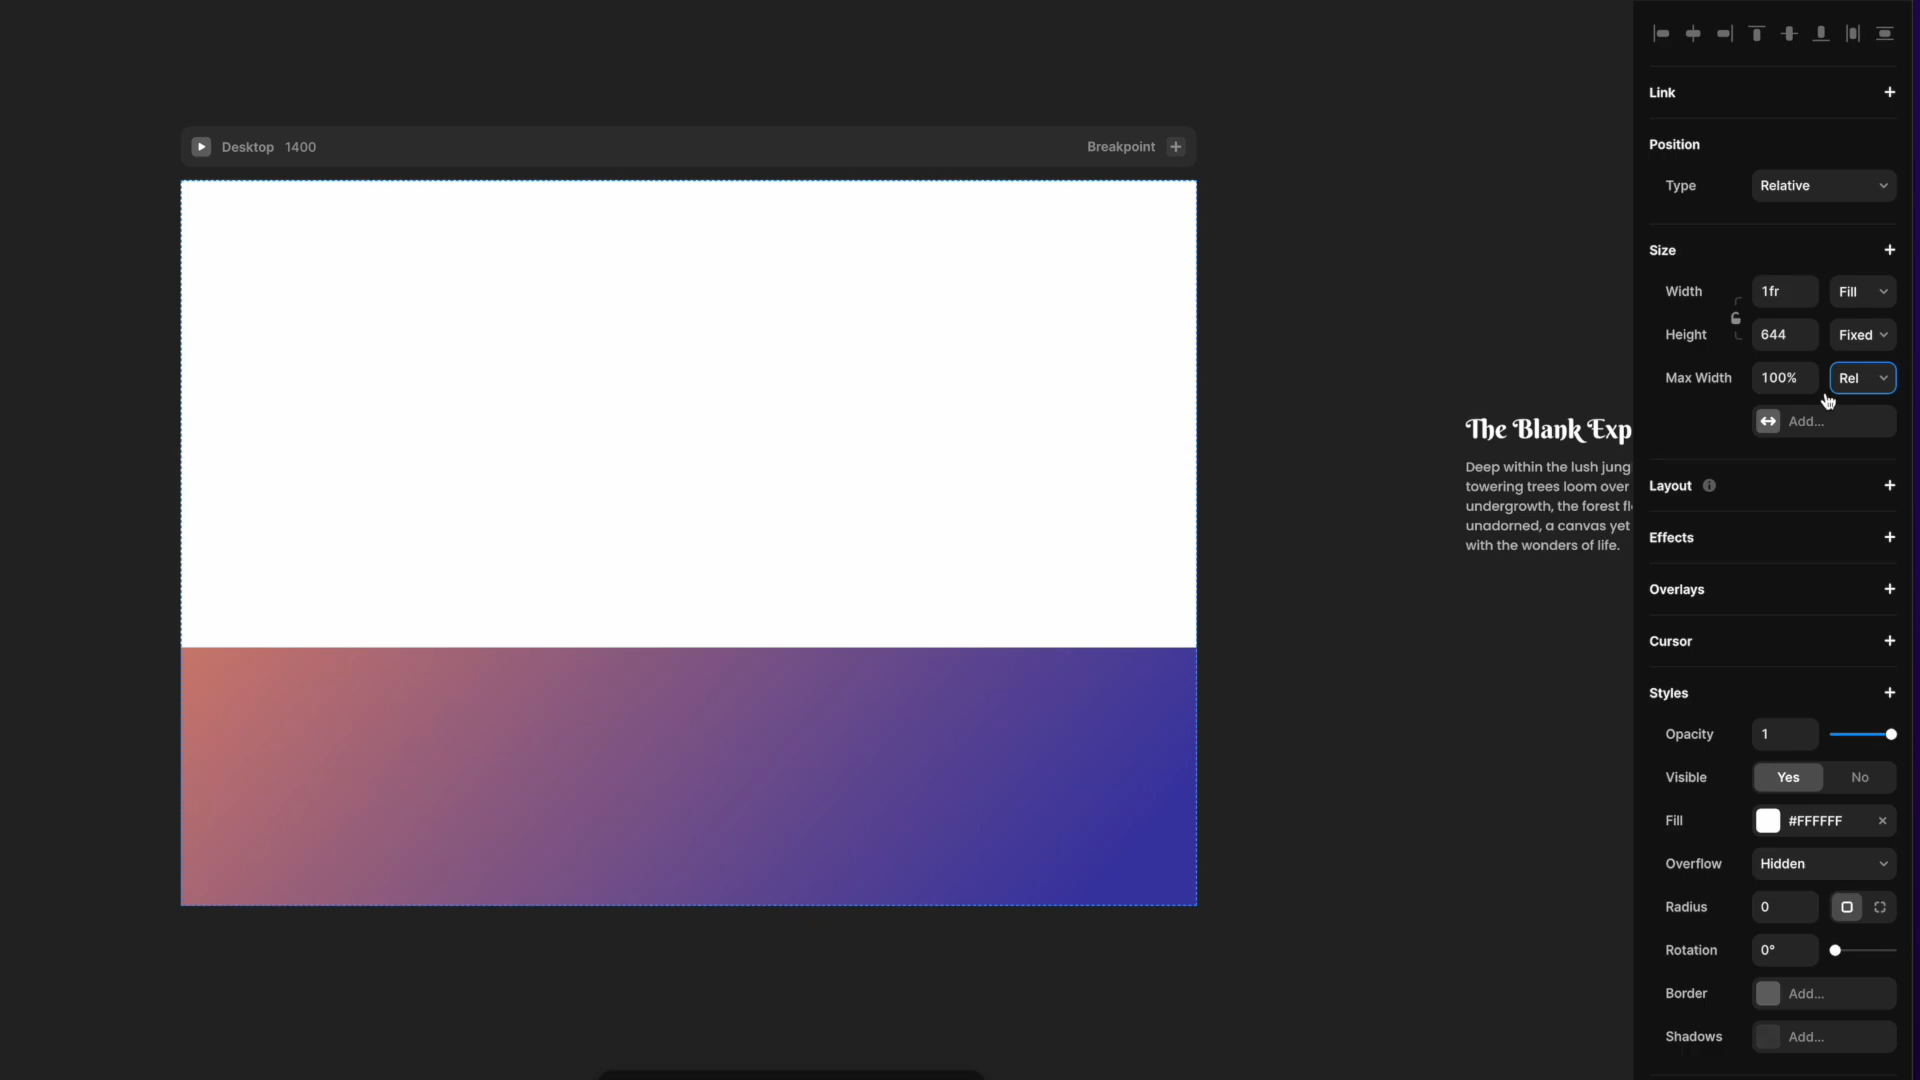 Desktop 1400
Breakpoint
The Blank Exp
Deep within the lush jung
towering trees loom over
undergrowth, the forest fl
unadorned, a canvas yet
with the wonders of life.
Link
Position
Type Relative
Size
Width 1fr Fill
Height 644 Fixed
Max Width 100% Rel
Add...
Layout
Effects
Overlays
Cursor
Styles
Opacity 1
Visible Yes No
Fill #FFFFFF
Overflow Hidden
Radius 0
Rotation 0°
Border Add...
Shadows Add...